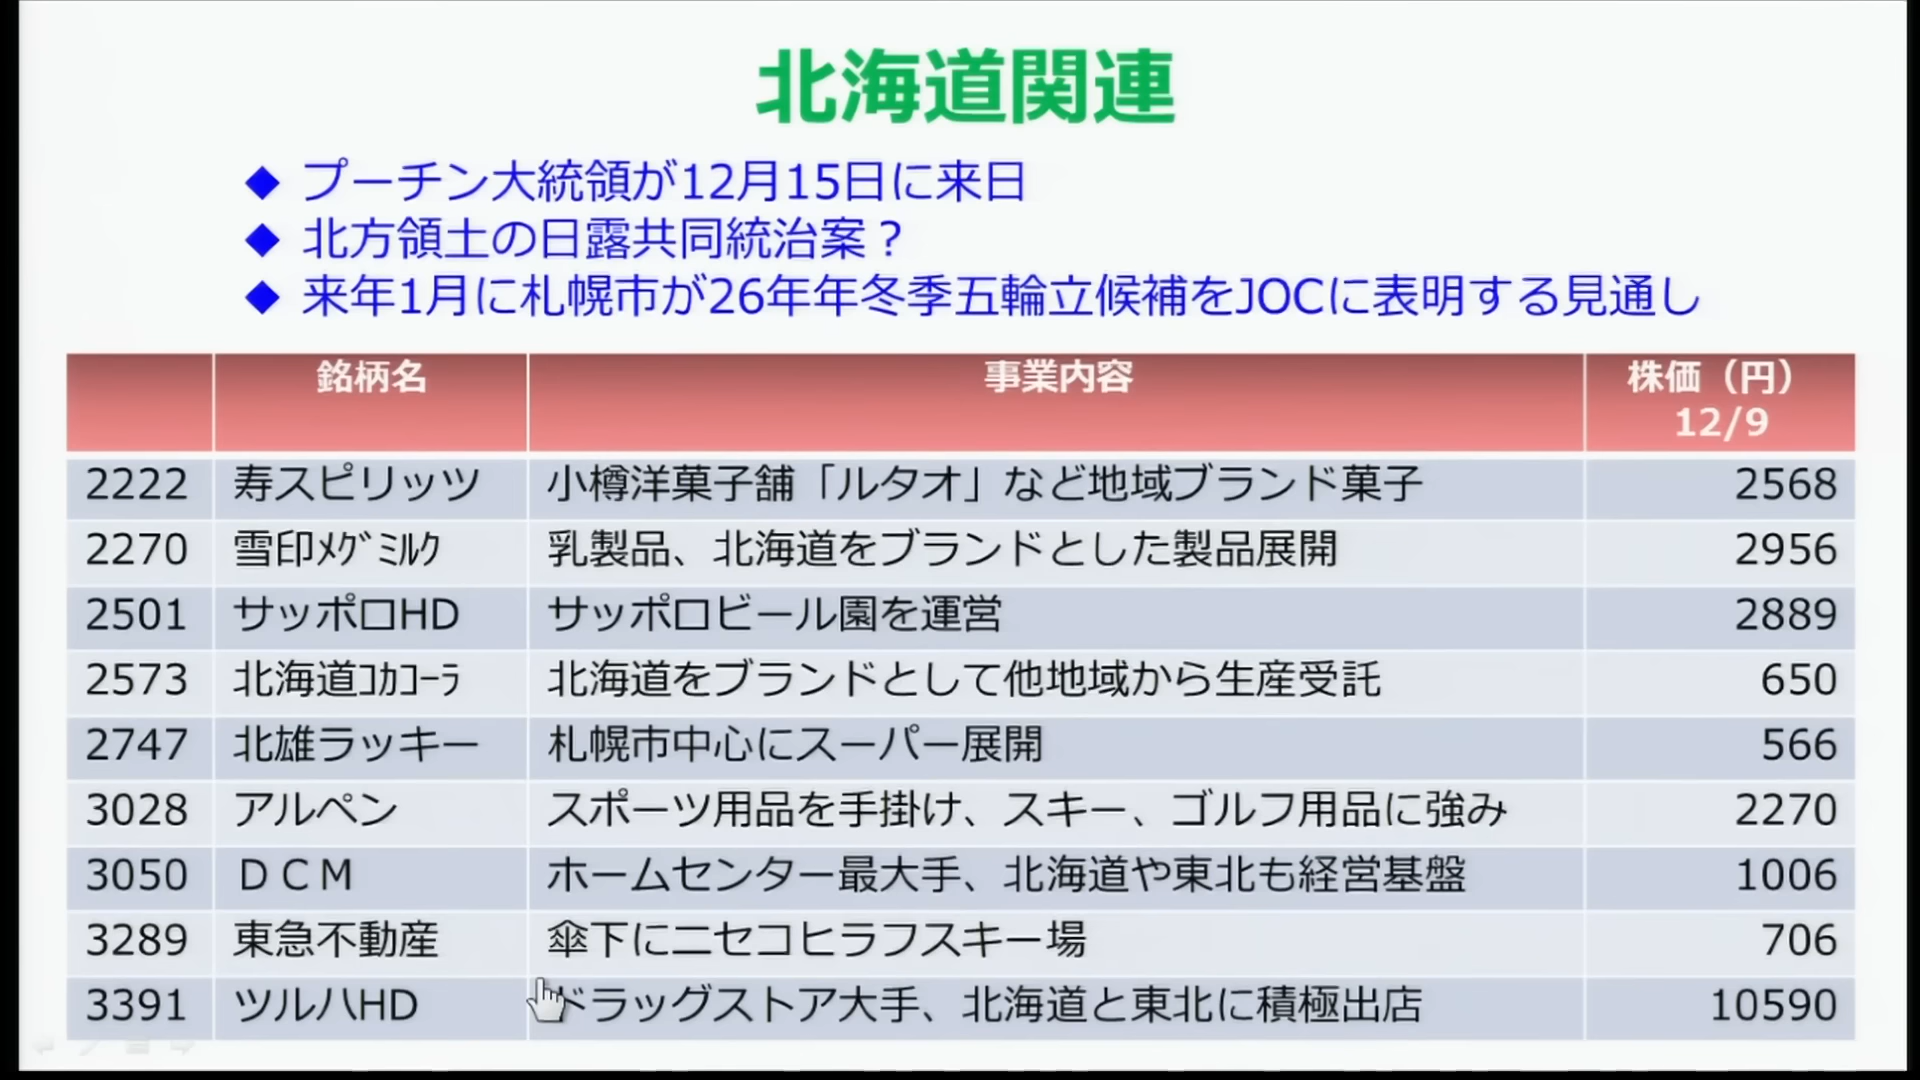 北海道関連
◆ プーチン大統領が12月15日に来日
◆ 北方領土の日露共同統治案？
◆ 来年1月に札幌市が26年年冬季五輪立候補をJOCに表明する見通し
銘柄名 事業内容 株価（円）
12/9
2222 寿スピリッツ 小樽洋菓子舗「ルタオ」など地域ブランド菓子 2568
2270 雪印ﾒｸﾞﾐﾙｸ 乳製品、北海道をブランドとした製品展開 2956
2501 サッポロHD サッポロビール園を運営 2889
2573 北海道ｺｶｺｰﾗ 北海道をブランドとして他地域から生産受託 650
2747 北雄ラッキー 札幌市中心にスーパー展開 566
3028 アルペン スポーツ用品を手掛け、スキー、ゴルフ用品に強み 2270
3050 ＤＣＭ ホームセンター最大手、北海道や東北も経営基盤 1006
3289 東急不動産 傘下にニセコヒラフスキー場 706
3391 ツルハHD ドラッグストア大手、北海道と東北に積極出店 10590